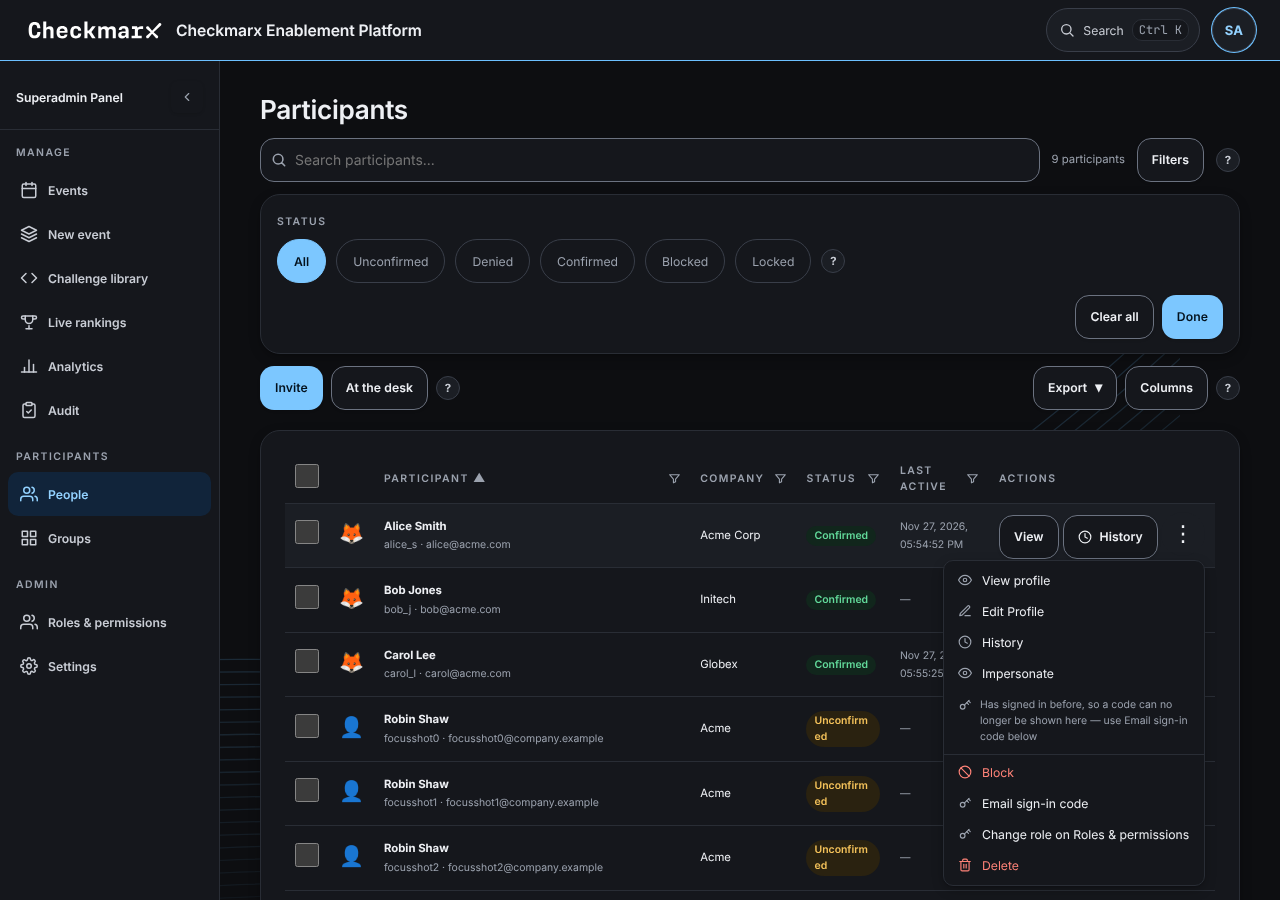 Checkmarx Checkmarx Enablement Platform Search Ctrl K SA
Superadmin Panel
MANAGE
Events
New event
Challenge library
Live rankings
Analytics
Audit
PARTICIPANTS
People
Groups
ADMIN
Roles & permissions
Settings
Participants
Search participants... 9 participants Filters ?
STATUS
All Unconfirmed Denied Confirmed Blocked Locked ?
Clear all Done
Invite At the desk ? Export ▼ Columns ?
PARTICIPANT ▲ COMPANY STATUS LAST ACTIVE ACTIONS
Alice Smith
alice_s · alice@acme.com
Acme Corp
Confirmed
Nov 27, 2026,
05:54:52 PM
View History
Bob Jones
bob_j · bob@acme.com
Initech
Confirmed
—
Carol Lee
carol_l · carol@acme.com
Globex
Confirmed
Nov 27, 2
05:55:25
Robin Shaw
focusshot0 · focusshot0@company.example
Acme
Unconfirm
ed
—
Robin Shaw
focusshot1 · focusshot1@company.example
Acme
Unconfirm
ed
—
Robin Shaw
focusshot2 · focusshot2@company.example
Acme
Unconfirm
ed
—
View profile
Edit Profile
History
Impersonate
Has signed in before, so a code can no
longer be shown here — use Email sign-in
code below
Block
Email sign-in code
Change role on Roles & permissions
Delete